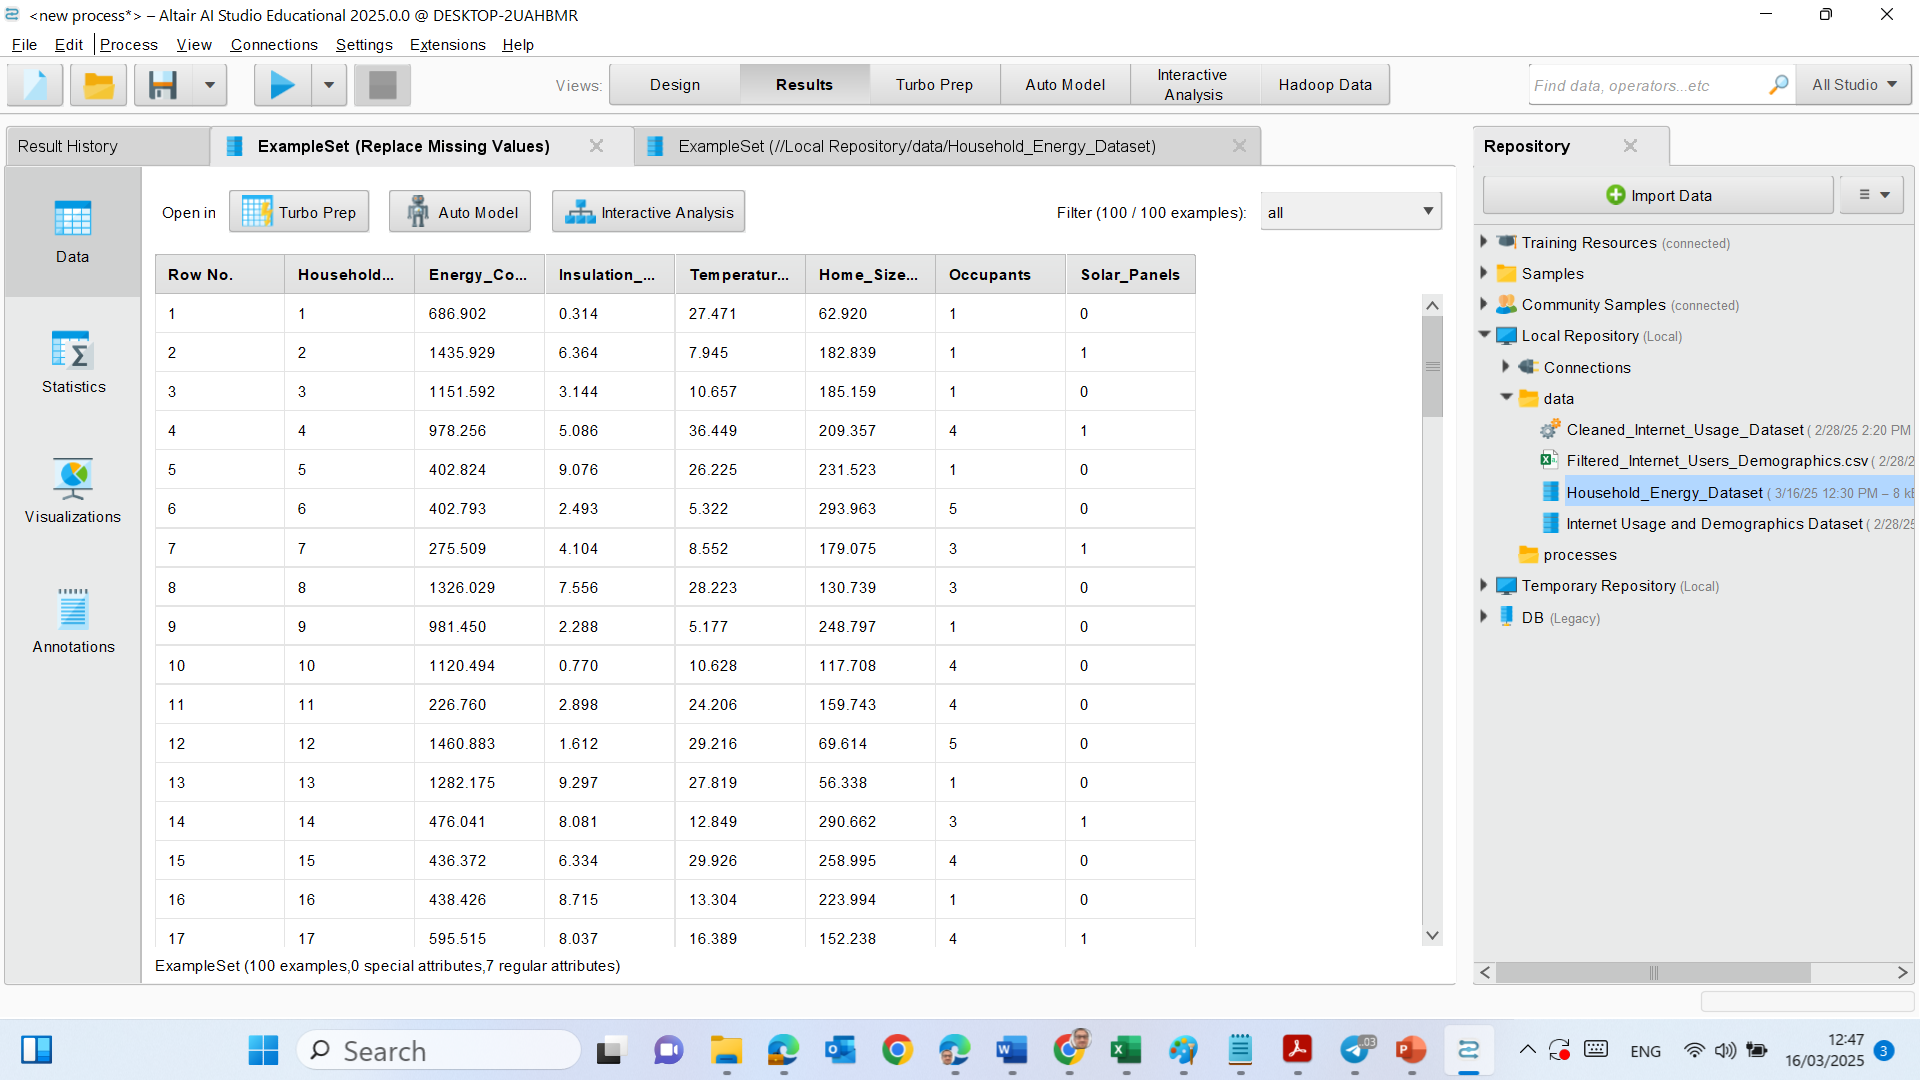 <new process*> – Altair AI Studio Educational 2025.0.0 @ DESKTOP-2UAHBMR
File Edit Process View Connections Settings Extensions Help
Views: Design Results Turbo Prep Auto Model Interactive Analysis Hadoop Data
Find data, operators...etc All Studio
Result History ExampleSet (Replace Missing Values) ExampleSet (//Local Repository/data/Household_Energy_Dataset)
Data
Statistics
Visualizations
Annotations
Open in Turbo Prep Auto Model Interactive Analysis Filter (100 / 100 examples): all
Row No. Household... Energy_Co... Insulation_... Temperatur... Home_Size... Occupants Solar_Panels
1 1 686.902 0.314 27.471 62.920 1 0
2 2 1435.929 6.364 7.945 182.839 1 1
3 3 1151.592 3.144 10.657 185.159 1 0
4 4 978.256 5.086 36.449 209.357 4 1
5 5 402.824 9.076 26.225 231.523 1 0
6 6 402.793 2.493 5.322 293.963 5 0
7 7 275.509 4.104 8.552 179.075 3 1
8 8 1326.029 7.556 28.223 130.739 3 0
9 9 981.450 2.288 5.177 248.797 1 0
10 10 1120.494 0.770 10.628 117.708 4 0
11 11 226.760 2.898 24.206 159.743 4 0
12 12 1460.883 1.612 29.216 69.614 5 0
13 13 1282.175 9.297 27.819 56.338 1 0
14 14 476.041 8.081 12.849 290.662 3 1
15 15 436.372 6.334 29.926 258.995 4 0
16 16 438.426 8.715 13.304 223.994 1 0
17 17 595.515 8.037 16.389 152.238 4 1
ExampleSet (100 examples,0 special attributes,7 regular attributes)
Repository
Import Data
Training Resources (connected)
Samples
Community Samples (connected)
Local Repository (Local)
Connections
data
Cleaned_Internet_Usage_Dataset ( 2/28/25 2:20 PM
Filtered_Internet_Users_Demographics.csv ( 2/28/2
Household_Energy_Dataset ( 3/16/25 12:30 PM – 8 k
Internet Usage and Demographics Dataset ( 2/28/25
processes
Temporary Repository (Local)
DB (Legacy)
Search
ENG
12:47
16/03/2025 3